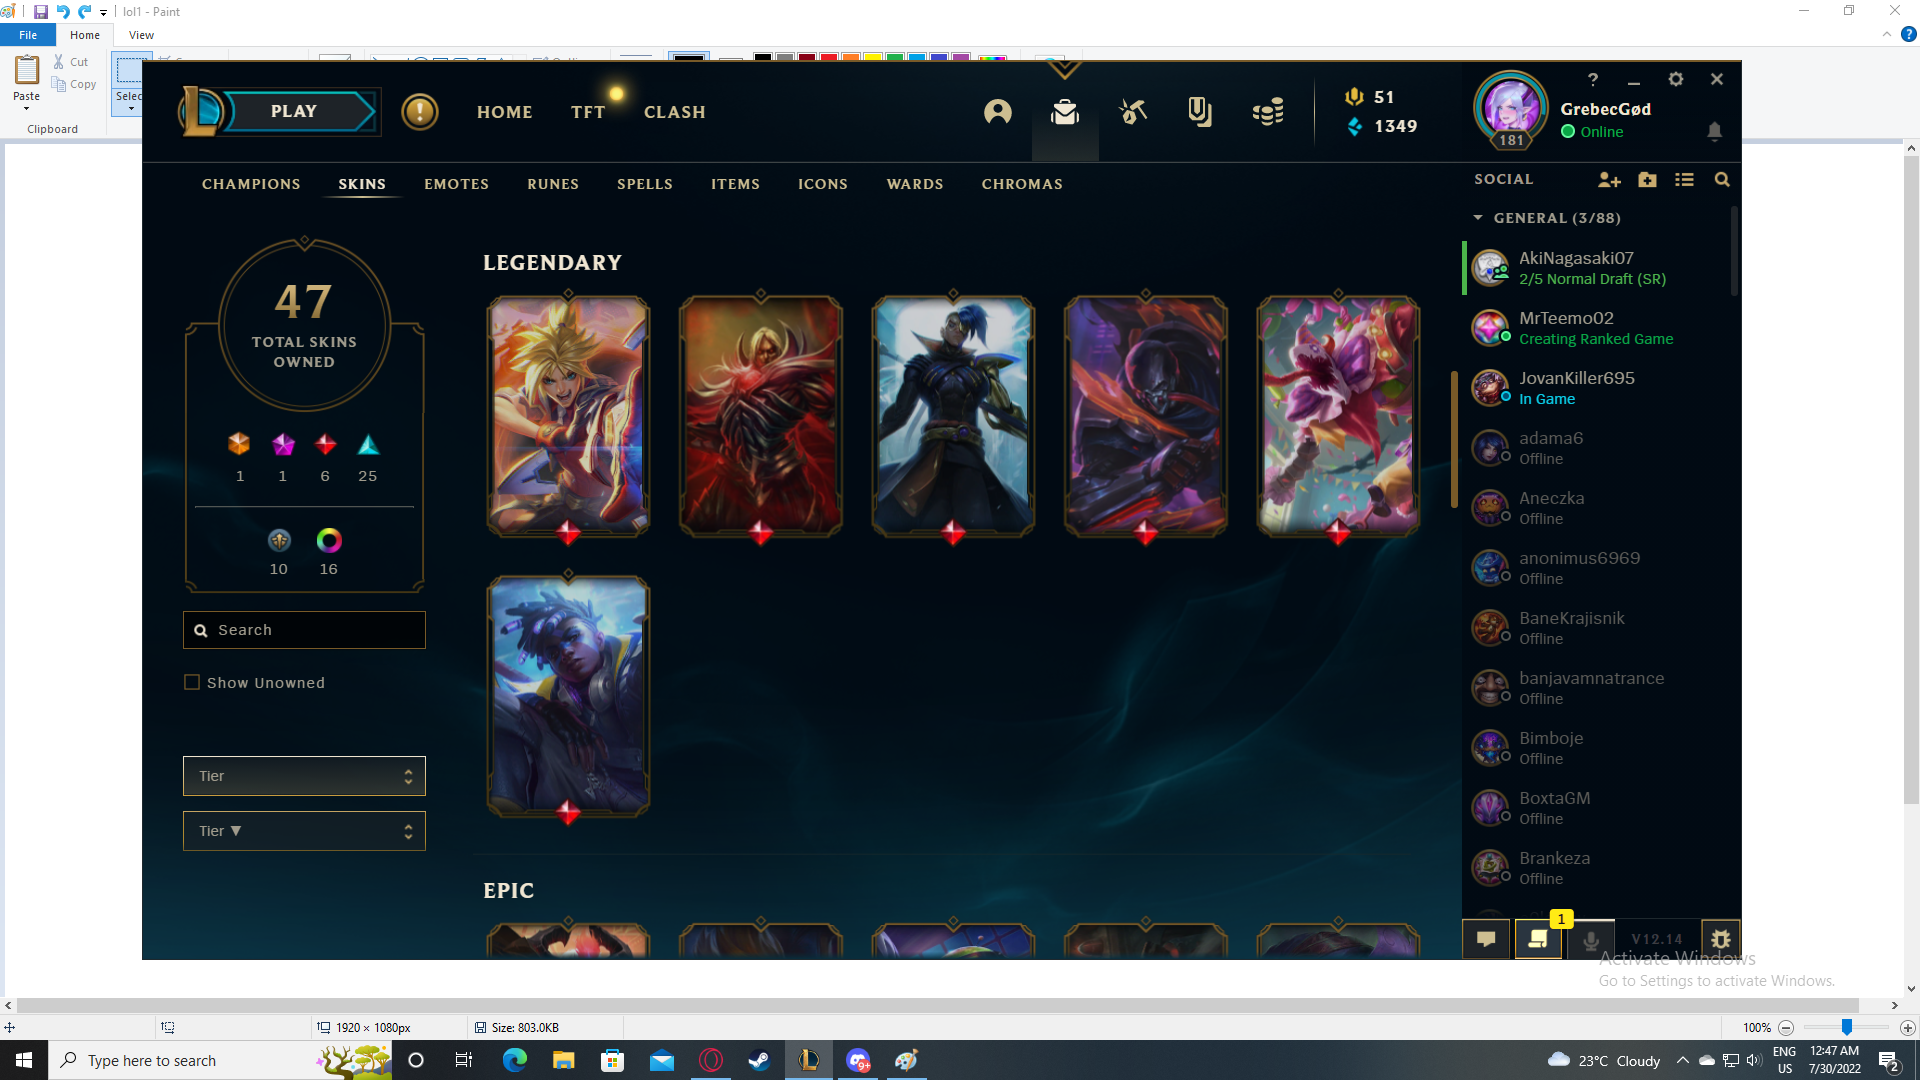 lol1 - Paint
File Home View
Paste
Cut
Copy
Selec
Clipboard
PLAY
HOME
TFT
CLASH
51
1349
181
GrebecGød
Online
CHAMPIONS
SKINS
EMOTES
RUNES
SPELLS
ITEMS
ICONS
WARDS
CHROMAS
47
TOTAL SKINS
OWNED
1 1 6 25
10 16
Search
Show Unowned
Tier
Tier ▼
LEGENDARY
EPIC
SOCIAL
GENERAL (3/88)
AkiNagasaki07
2/5 Normal Draft (SR)
MrTeemo02
Creating Ranked Game
JovanKiller695
In Game
adama6
Offline
Aneczka
Offline
anonimus6969
Offline
BaneKrajisnik
Offline
banjavamnatrance
Offline
Bimboje
Offline
BoxtaGM
Offline
Brankeza
Offline
1
V12.14
Activate Windows
Go to Settings to activate Windows.
1920 × 1080px
Size: 803.0KB
100%
Type here to search
9+
23°C Cloudy
ENG
US
12:47 AM
7/30/2022
2